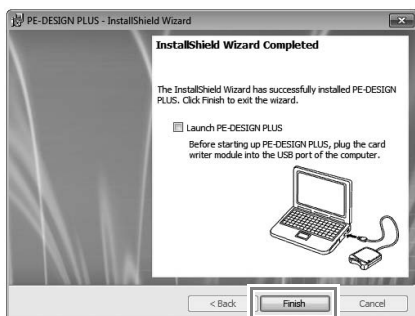 PE-DESIGN PLUS - InstallShield Wizard
InstallShield Wizard Completed
The InstallShield Wizard has successfully installed PE-DESIGN
PLUS. Click Finish to exit the wizard.
Launch PE-DESIGN PLUS
Before starting up PE-DESIGN PLUS, plug the card
writer module into the USB port of the computer.
< Back Finish Cancel